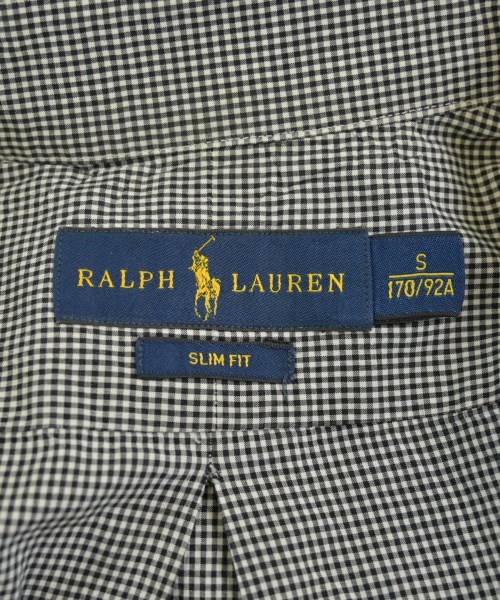 RALPH LAUREN
S
170/92A
SLIM FIT